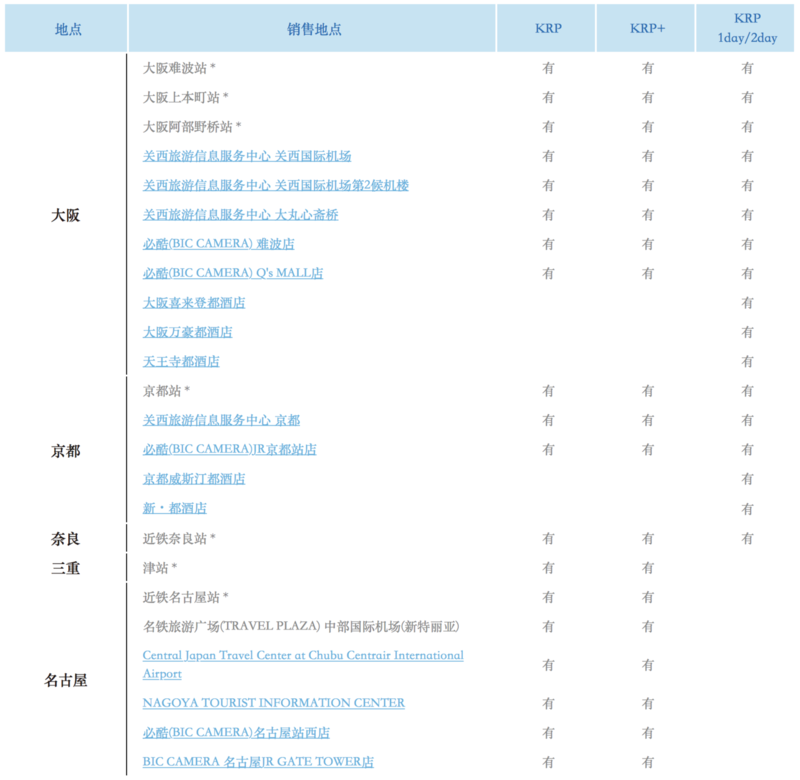 地点 销售地点 KRP KRP+ KRP
1day/2day
大阪难波站 * 有 有 有
大阪上本町站 * 有 有 有
大阪阿部野桥站 * 有 有 有
关西旅游信息服务中心 关西国际机场 有 有 有
关西旅游信息服务中心 关西国际机场第2候机楼 有 有 有
大阪 关西旅游信息服务中心 大丸心斋桥 有 有 有
必酷(BIC CAMERA) 难波店 有 有 有
必酷(BIC CAMERA) Q's MALL店 有 有 有
大阪喜来登都酒店 有
大阪万豪都酒店 有
天王寺都酒店 有
京都站 * 有 有 有
关西旅游信息服务中心 京都 有 有 有
京都 必酷(BIC CAMERA)JR京都站店 有 有 有
京都威斯汀都酒店 有
新・都酒店 有
奈良 近铁奈良站 * 有 有 有
三重 津站 * 有 有
近铁名古屋站 * 有 有
名铁旅游广场(TRAVEL PLAZA) 中部国际机场(新特丽亚) 有 有
名古屋 Central Japan Travel Center at Chubu Centrair International
Airport 有 有
NAGOYA TOURIST INFORMATION CENTER 有 有
必酷(BIC CAMERA)名古屋站西店 有 有
BIC CAMERA 名古屋JR GATE TOWER店 有 有